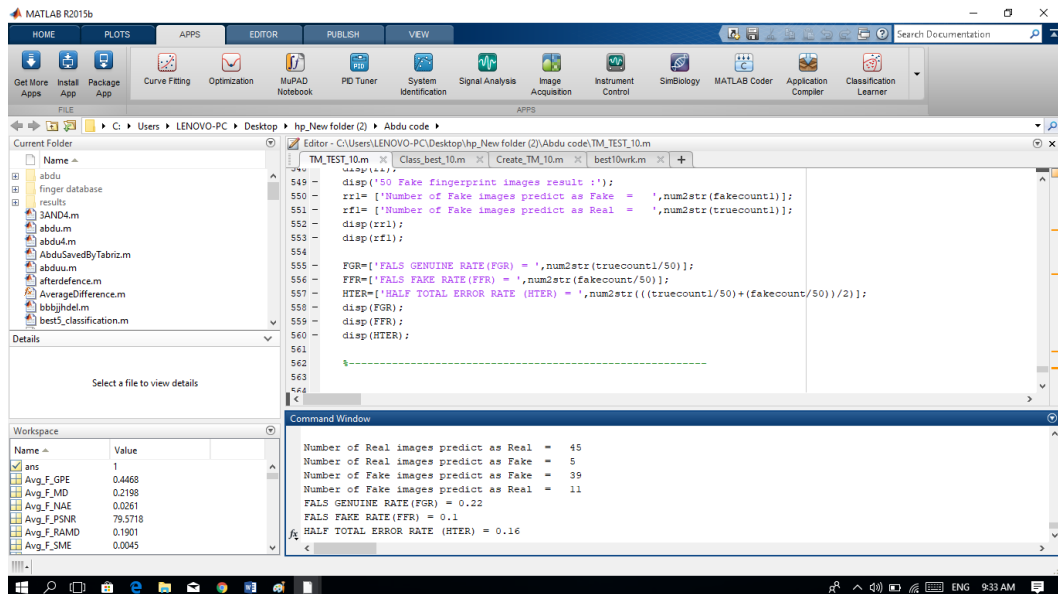 MATLAB R2015b
HOME PLOTS APPS EDITOR PUBLISH VIEW Search Documentation
Get More Apps Install App Package App Curve Fitting Optimization MuPAD Notebook PID Tuner System Identification Signal Analysis Image Acquisition Instrument Control SimBiology MATLAB Coder Application Compiler Classification Learner
FILE APPS
C: Users LENOVO-PC Desktop hp_New folder (2) Abdu code
Current Folder
Name
abdu
finger database
results
3AND4.m
abdu.m
abdu4.m
AbduSavedByTabriz.m
abduu.m
afterdefence.m
AverageDifference.m
bbbjjhdel.m
best5_classification.m
Details
Select a file to view details
Workspace
Name Value
ans 1
Avg_F_GPE 0.4468
Avg_F_MD 0.2198
Avg_F_NAE 0.0261
Avg_F_PSNR 79.5718
Avg_F_RAMD 0.1901
Avg_F_SME 0.0045
Editor - C:\Users\LENOVO-PC\Desktop\hp_New folder (2)\Abdu code\TM_TEST_10.m
TM_TEST_10.m Class_best_10.m Create_TM_10.m best10wk.m
549 - disp('50 Fake fingerprint images result :');
550 - rr1= ['Number of Fake images predict as Fake = ',num2str(fakecount1)];
551 - rf1= ['Number of Fake images predict as Real = ',num2str(truecount1)];
552 - disp(rr1);
553 - disp(rf1);
554
555 - FGR=['FALS GENUINE RATE(FGR) = ',num2str(truecount1/50)];
556 - FFR=['FALS FAKE RATE(FFR) = ',num2str(fakecount/50)];
557 - HTER=['HALF TOTAL ERROR RATE (HTER) = ',num2str(((truecount1/50)+(fakecount/50))/2)];
558 - disp(FGR);
559 - disp(FFR);
560 - disp(HTER);
561
562 %----------------------------------------------------------------------
563
564
Command Window
Number of Real images predict as Real = 45
Number of Real images predict as Fake = 5
Number of Fake images predict as Fake = 39
Number of Fake images predict as Real = 11
FALS GENUINE RATE(FGR) = 0.22
FALS FAKE RATE(FFR) = 0.1
fx HALF TOTAL ERROR RATE (HTER) = 0.16
ENG 9:33 AM